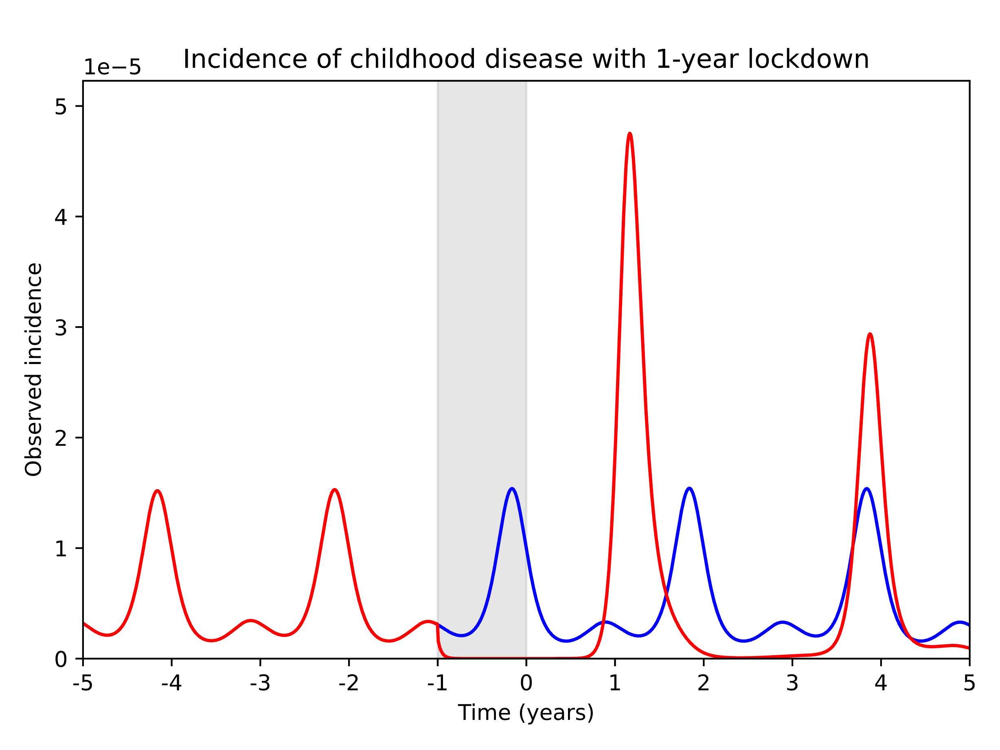 Incidence of childhood disease with 1-year lockdown
1e−5
5
4
3
2
1
0
Observed incidence
-5 -4 -3 -2 -1 0 1 2 3 4 5
Time (years)